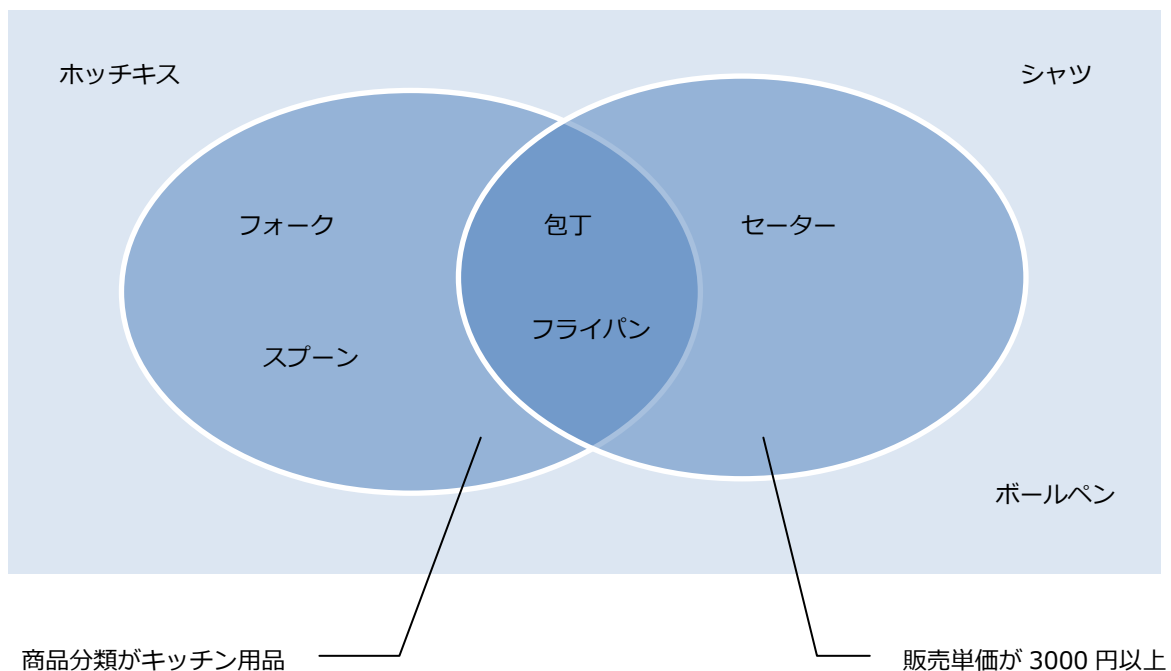 ホッチキス
シャツ
フォーク
包丁
セーター
フライパン
スプーン
ボールペン
商品分類がキッチン用品
販売単価が 3000 円以上